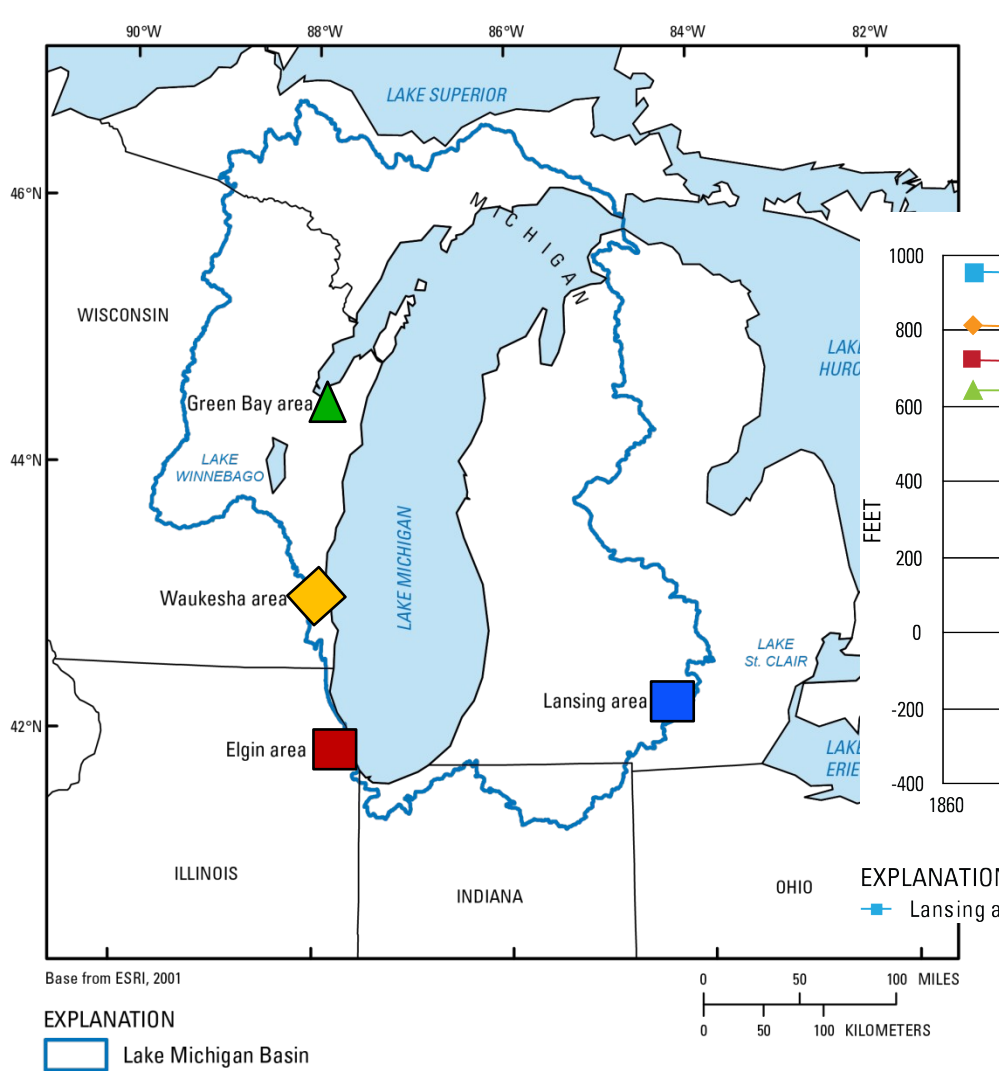 90°W 88°W 86°W 84°W 82°W
LAKE SUPERIOR
46°N
MICHIGAN
WISCONSIN
Green Bay area
LAKE
WINNEBAGO
44°N
LAKE MICHIGAN
Waukesha area
LAKE
St. CLAIR
Lansing area
42°N
Elgin area
ERIE
ILLINOIS
INDIANA
OHIO
1000
800
600
400
200
0
-200
-400
FEET
1860
EXPLANATION
Lansing a
Base from ESRI, 2001
0 50 100 MILES
0 50 100 KILOMETERS
EXPLANATION
Lake Michigan Basin